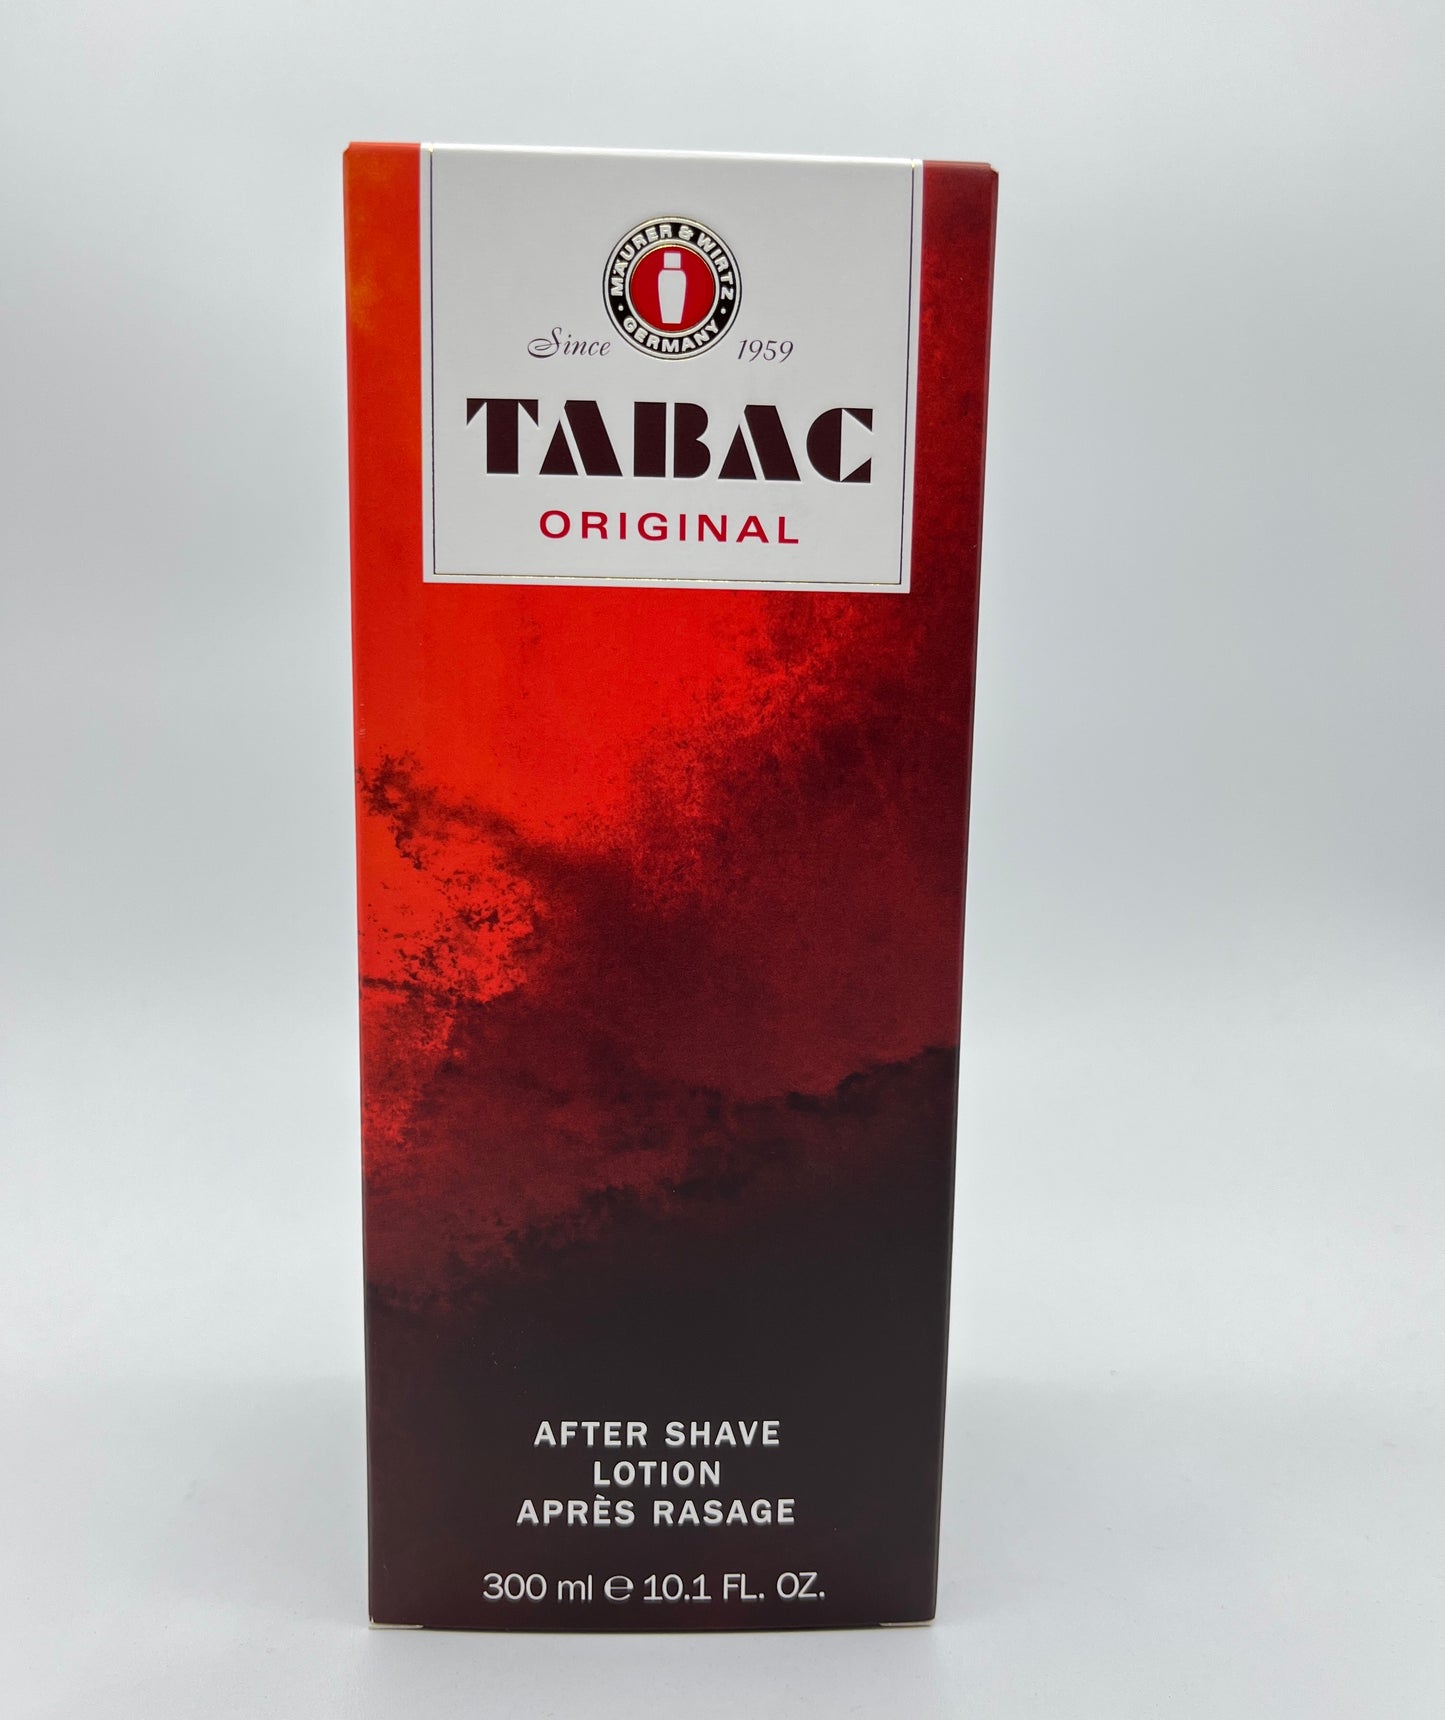 MÄURER & WIRTZ
· GERMANY ·
Since 1959
TABAC
ORIGINAL
AFTER SHAVE
LOTION
APRÈS RASAGE
300 ml ℮ 10.1 FL. OZ.